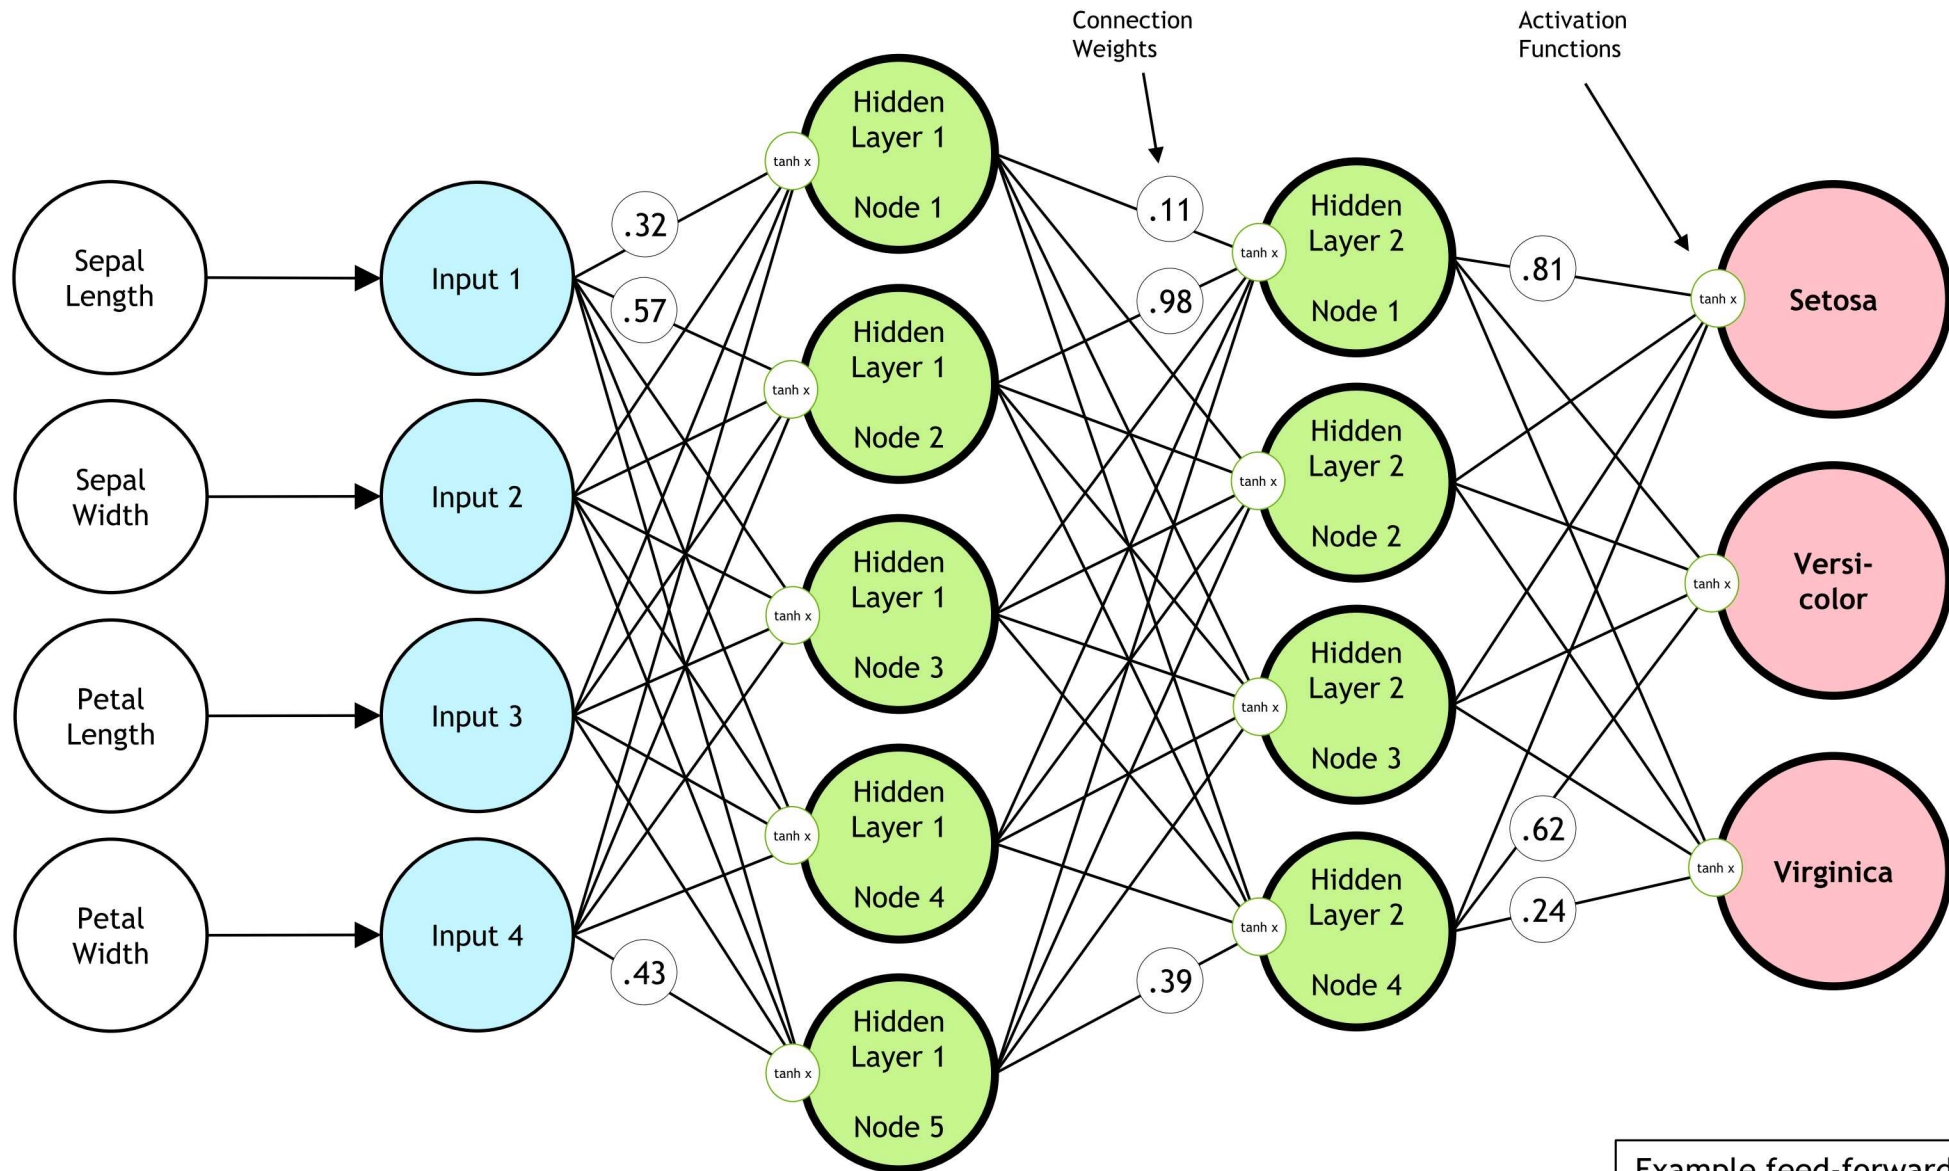 Connection
Weights
Activation
Functions
Sepal
Length
Sepal
Width
Petal
Length
Petal
Width
Input 1
Input 2
Input 3
Input 4
.32
.57
.43
tanh x
Hidden
Layer 1
Node 1
tanh x
Hidden
Layer 1
Node 2
tanh x
Hidden
Layer 1
Node 3
tanh x
Hidden
Layer 1
Node 4
tanh x
Hidden
Layer 1
Node 5
.11
.98
.39
tanh x
Hidden
Layer 2
Node 1
tanh x
Hidden
Layer 2
Node 2
tanh x
Hidden
Layer 2
Node 3
tanh x
Hidden
Layer 2
Node 4
.81
.62
.24
tanh x
Setosa
tanh x
Versi-
color
tanh x
Virginica
Example feed-forward